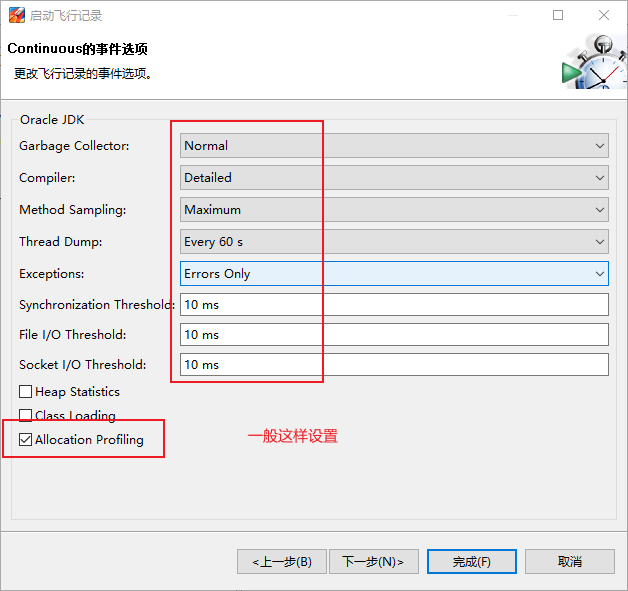 启动飞行记录
Continuous的事件选项
更改飞行记录的事件选项。
Oracle JDK
Garbage Collector: Normal
Compiler: Detailed
Method Sampling: Maximum
Thread Dump: Every 60 s
Exceptions: Errors Only
Synchronization Threshold: 10 ms
File I/O Threshold: 10 ms
Socket I/O Threshold: 10 ms
Heap Statistics
Class Loading
Allocation Profiling
一般这样设置
<上一步(B) 下一步(N)> 完成(F) 取消